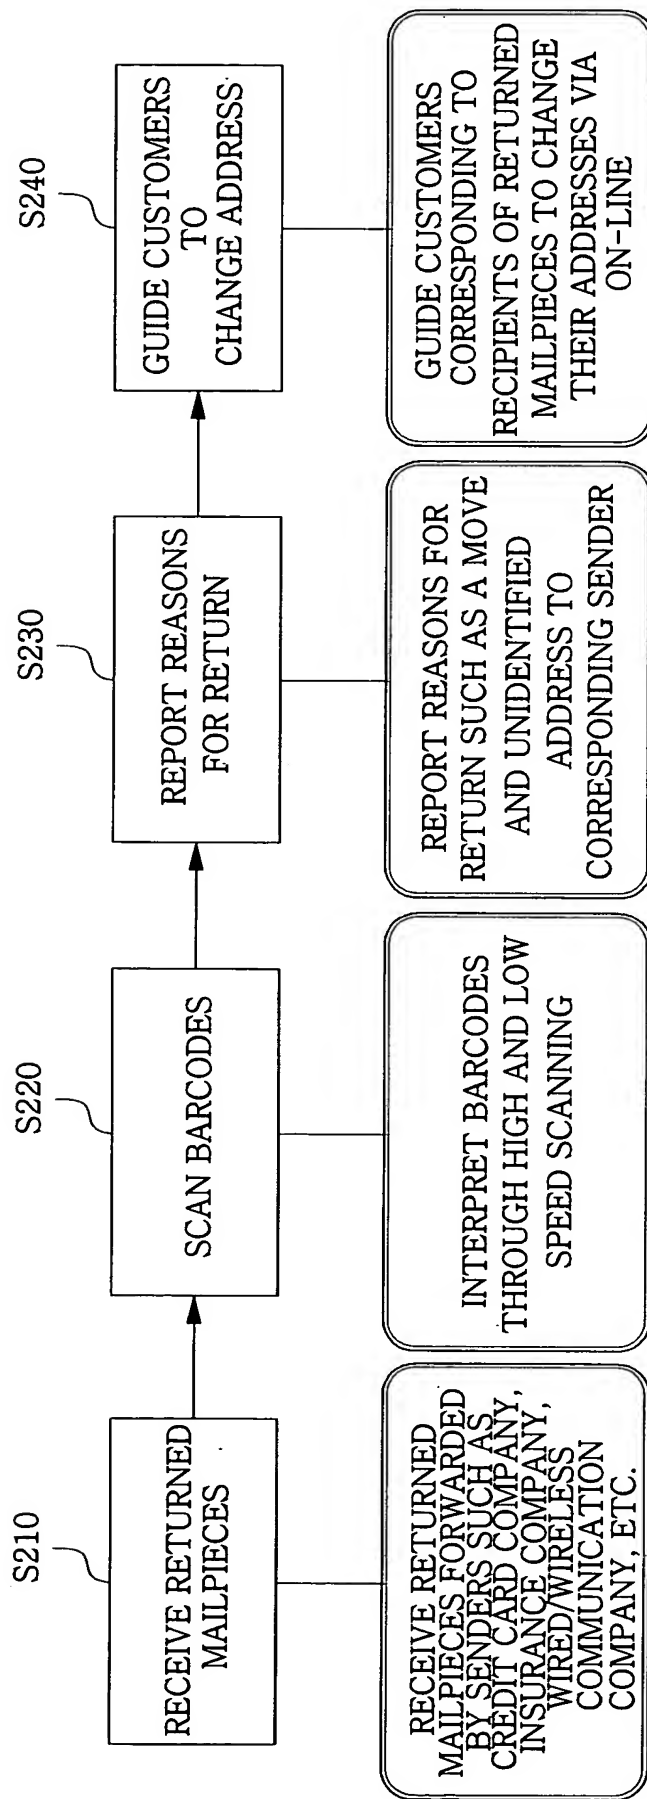 S210
RECEIVE RETURNED
MAILPIECES
RECEIVE RETURNED
MAILPIECES FORWARDED
BY SENDERS SUCH AS
CREDIT CARD COMPANY,
INSURANCE COMPANY,
WIRED/WIRELESS
COMMUNICATION
COMPANY, ETC.
S220
SCAN BARCODES
INTERPRET BARCODES
THROUGH HIGH AND LOW
SPEED SCANNING
S230
REPORT REASONS
FOR RETURN
REPORT REASONS FOR
RETURN SUCH AS A MOVE
AND UNIDENTIFIED
ADDRESS TO
CORRESPONDING SENDER
S240
GUIDE CUSTOMERS
TO
CHANGE ADDRESS
GUIDE CUSTOMERS
CORRESPONDING TO
RECIPIENTS OF RETURNED
MAILPIECES TO CHANGE
THEIR ADDRESSES VIA
ON-LINE